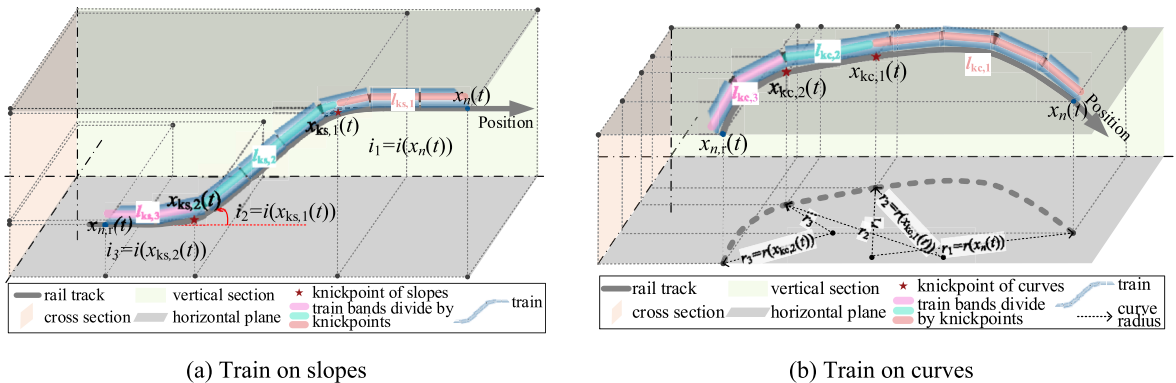 l_ks,1
x_n(t)
Position
x_ks,1(t)
i_1=i(x_n(t))
l_ks,2
x_ks,2(t)
l_ks,3
i_2=i(x_ks,1(t))
x_n,r(t)
i_3=i(x_ks,2(t))
rail track
vertical section
knickpoint of slopes
train
cross section
horizontal plane
train bands divide by
knickpoints
(a) Train on slopes
l_kc,2
l_kc,1
x_kc,1(t)
l_kc,3
x_kc,2(t)
x_n(t)
Position
x_n,r(t)
r_3
r_2
r_1
r_2=r(x_kc,1(t))
r_3=r(x_kc,2(t))
r_1=r(x_n(t))
rail track
vertical section
knickpoint of curves
train
cross section
horizontal plane
train bands divide
by knickpoints
curve
radius
(b) Train on curves